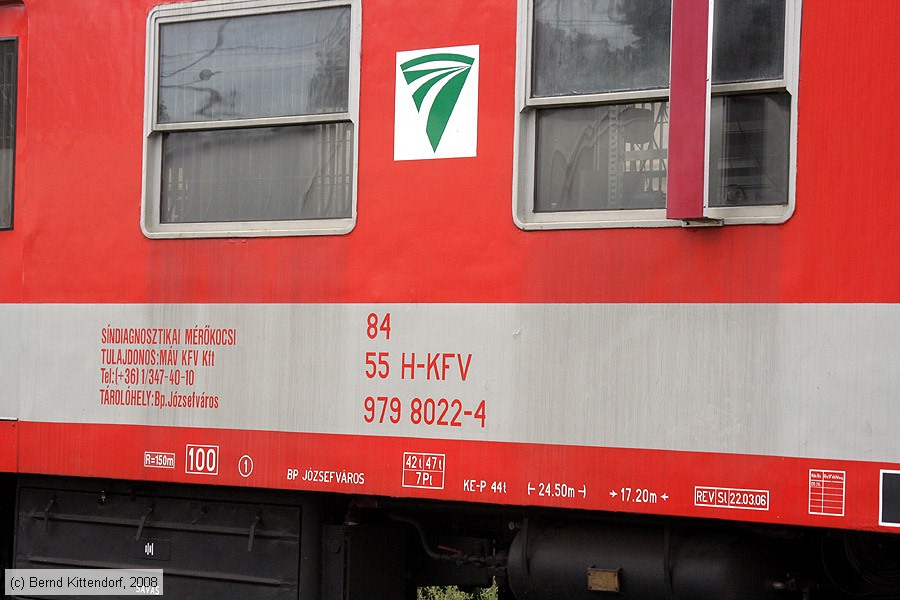 SÍNDIAGNOSZTIKAI MÉRŐKOCSI
TULAJDONOS:MÁV KFV Kft
Tel:(+36) 1/347-40-10
TÁROLÓHELY:Bp.Józsefváros
84
55 H-KFV
979 8022-4
R=150m
100
1
BP JÓZSEFVÁROS
42t 47t
7Pt
KE-P 44t
24.50m
17.20m
REV Sl 22.03.06
SAVAS
(c) Bernd Kittendorf, 2008